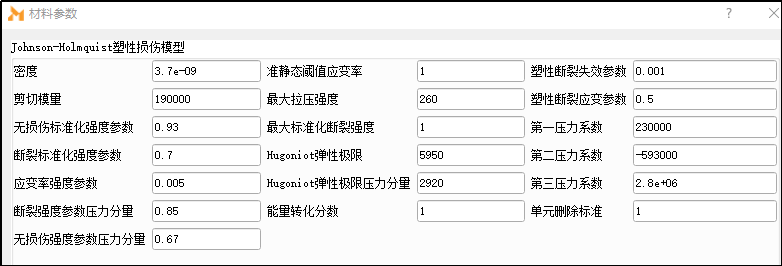 材料参数
Johnson-Holmquist塑性损伤模型
密度 3.7e-09 准静态阈值应变率 1 塑性断裂失效参数 0.001
剪切模量 190000 最大拉压强度 260 塑性断裂应变参数 0.5
无损伤标准化强度参数 0.93 最大标准化断裂强度 1 第一压力系数 230000
断裂标准化强度参数 0.7 Hugoniot弹性极限 5950 第二压力系数 -593000
应变率强度参数 0.005 Hugoniot弹性极限压力分量 2920 第三压力系数 2.8e+06
断裂强度参数压力分量 0.85 能量转化分数 1 单元删除标准 1
无损伤强度参数压力分量 0.67